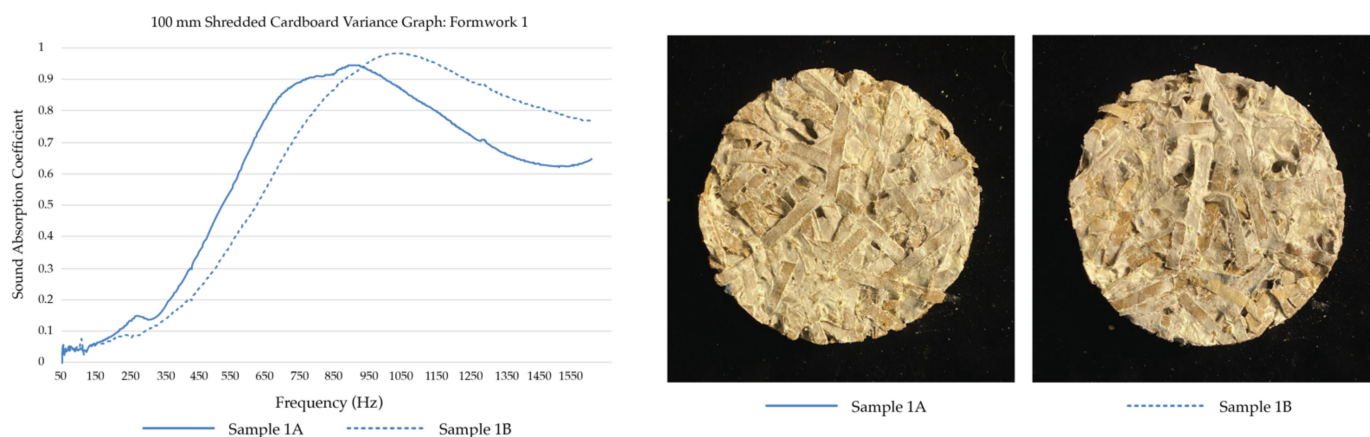 100 mm Shredded Cardboard Variance Graph: Formwork 1
Sound Absorption Coefficient
1
0.9
0.8
0.7
0.6
0.5
0.4
0.3
0.2
0.1
0
50 150 250 350 450 550 650 750 850 950 1050 1150 1250 1350 1450 1550
Frequency (Hz)
Sample 1A Sample 1B
Sample 1A
Sample 1B